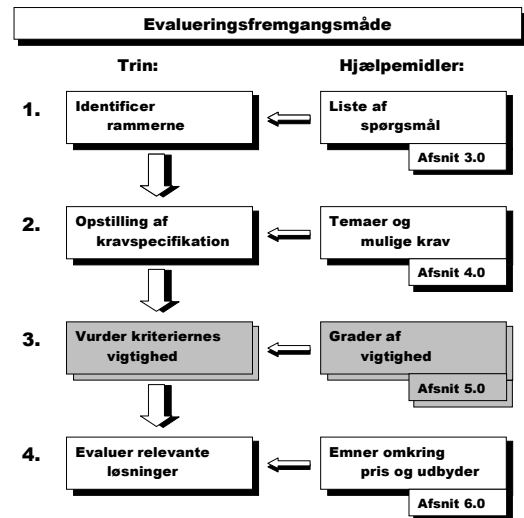 Evalueringsfremgangsmåde
Trin: Hjælpemidler:
1. Identificer rammerne
Liste af spørgsmål
Afsnit 3.0
2. Opstilling af kravspecifikation
Temaer og mulige krav
Afsnit 4.0
3. Vurder kriteriernes vigtighed
Grader af vigtighed
Afsnit 5.0
4. Evaluer relevante løsninger
Emner omkring pris og udbyder
Afsnit 6.0